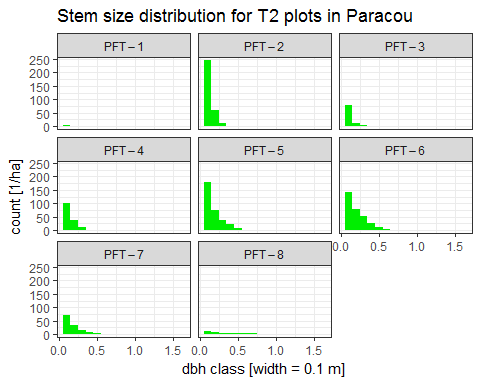 Stem size distribution for T2 plots in Paracou
PFT−1 PFT−2 PFT−3
250
200
150
100
50
0
PFT−4 PFT−5 PFT−6
250
200
150
100
50
0
0.0 0.5 1.0 1.5
PFT−7 PFT−8
250
200
150
100
50
0
0.0 0.5 1.0 1.5 0.0 0.5 1.0 1.5
count [1/ha]
dbh class [width = 0.1 m]